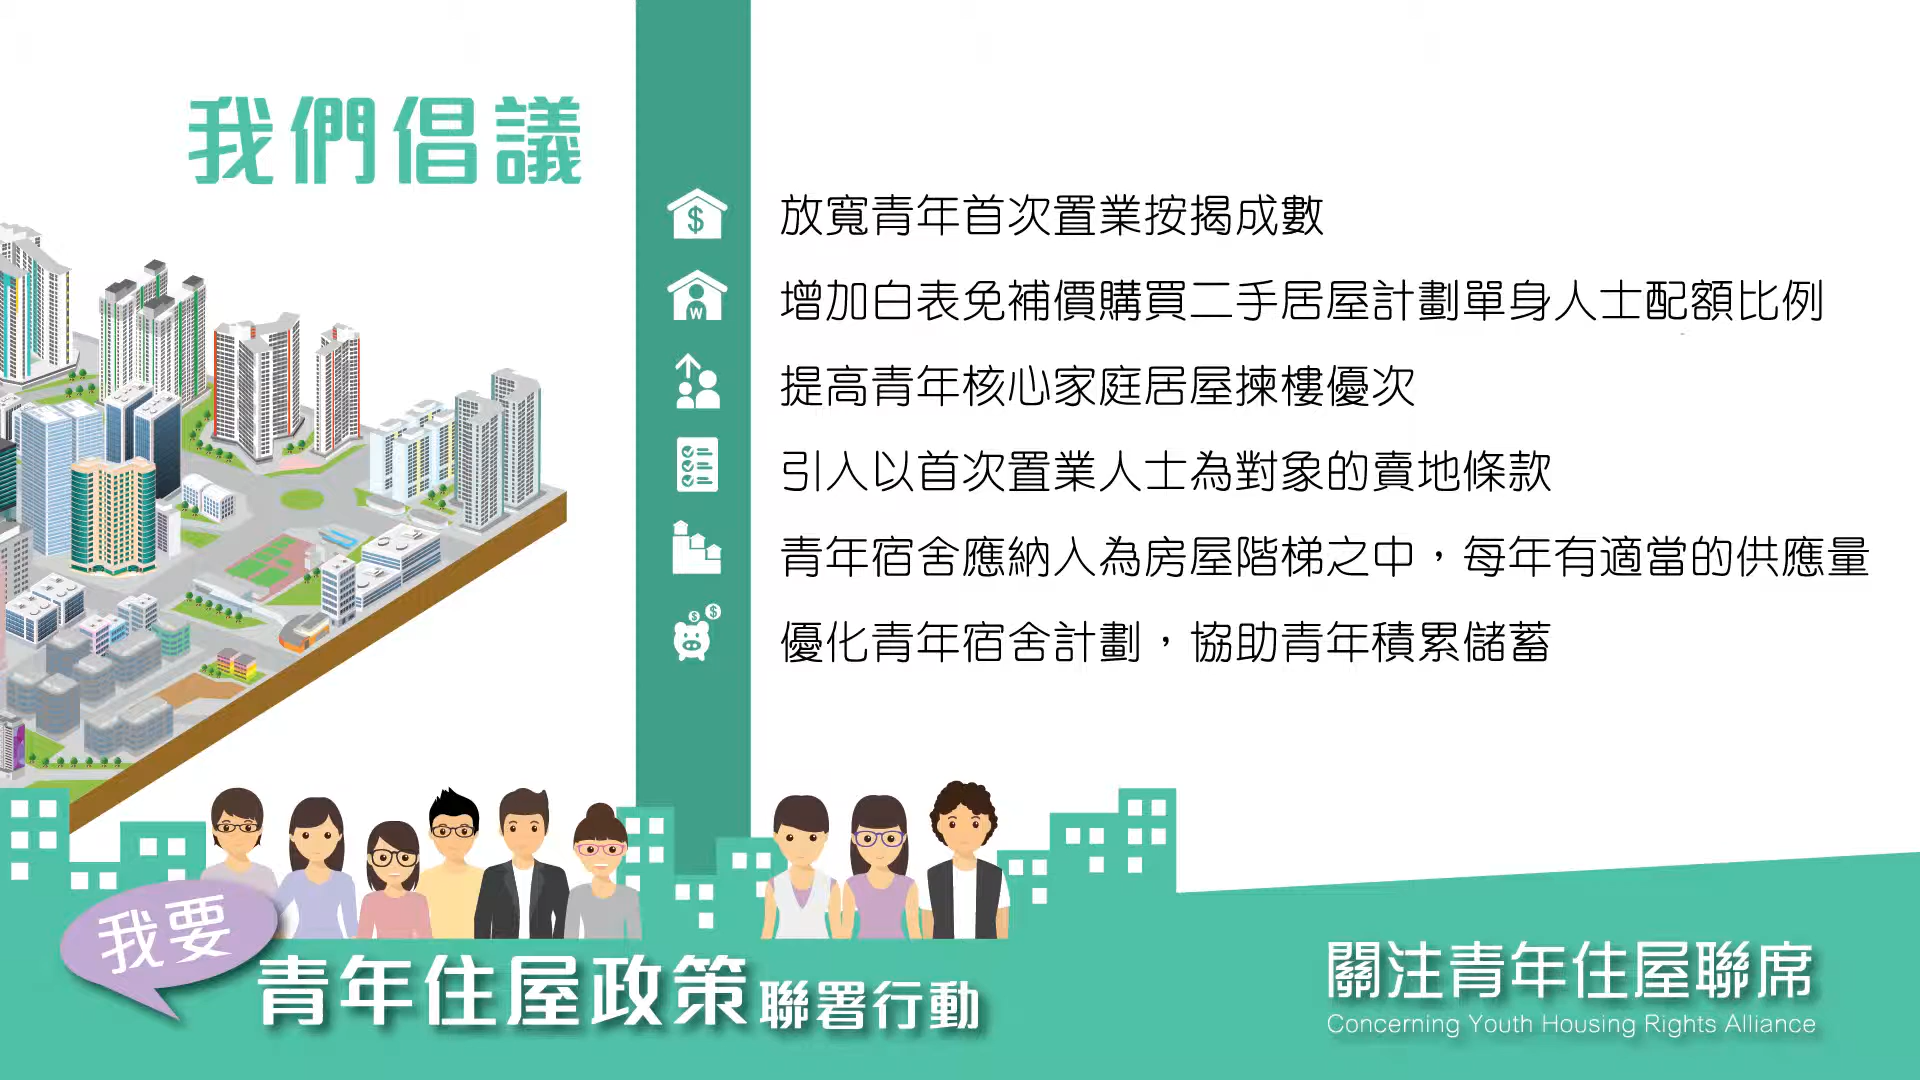 我們倡議
放寬青年首次置業按揭成數
增加白表免補價購買二手居屋計劃單身人士配額比例
提高青年核心家庭居屋揀樓優次
引入以首次置業人士為對象的賣地條款
青年宿舍應納入為房屋階梯之中，每年有適當的供應量
優化青年宿舍計劃，協助青年積累儲蓄
$
W
$ $
我要
青年住屋政策聯署行動
關注青年住屋聯席
Concerning Youth Housing Rights Alliance